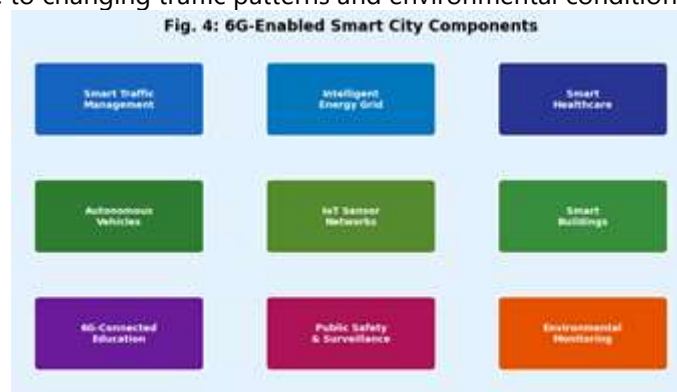 to changing traffic patterns and environmental condition
Fig. 4: 6G-Enabled Smart City Components
Smart Traffic
Management
Intelligent
Energy Grid
Smart
Healthcare
Autonomous
Vehicles
IoT Sensor
Networks
Smart
Buildings
6G-Connected
Education
Public Safety
& Surveillance
Environmental
Monitoring